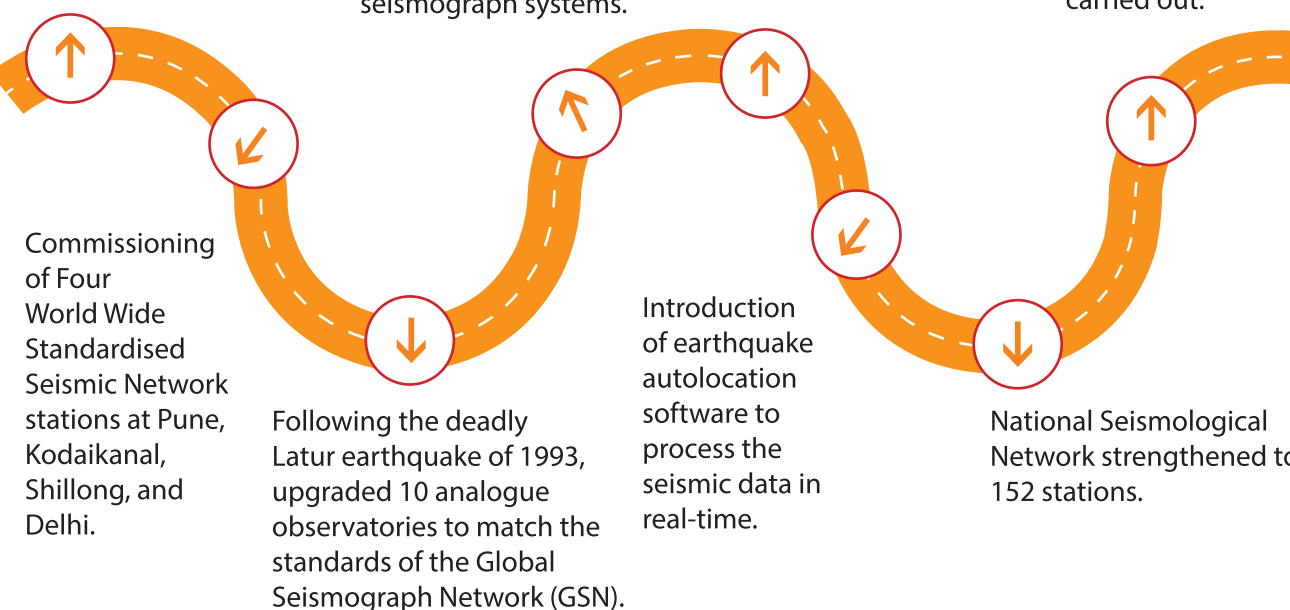 seismograph systems.
carried out.
Commissioning
of Four
World Wide
Standardised
Seismic Network
stations at Pune,
Kodaikanal,
Shillong, and
Delhi.
Following the deadly
Latur earthquake of 1993,
upgraded 10 analogue
observatories to match the
standards of the Global
Seismograph Network (GSN).
Introduction
of earthquake
autolocation
software to
process the
seismic data in
real-time.
National Seismological
Network strengthened to
152 stations.